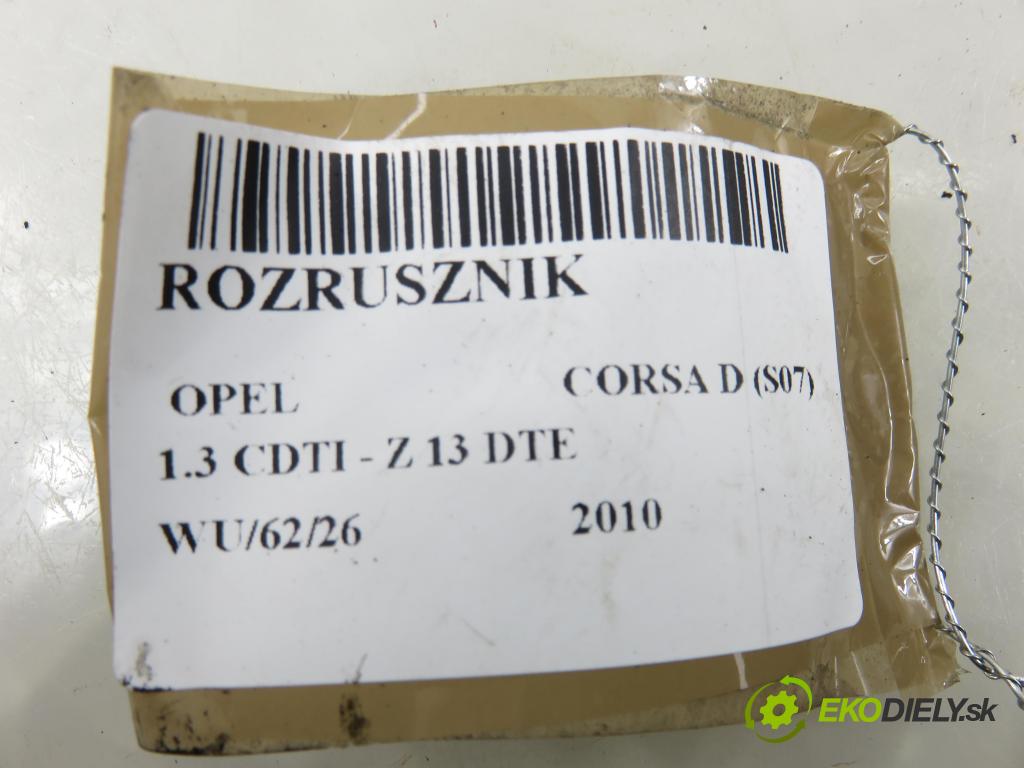 ROZRUSZNIK
OPEL CORSA D (S07)
1.3 CDTI - Z 13 DTE
WU/62/26 2010
EKODIELY.sk